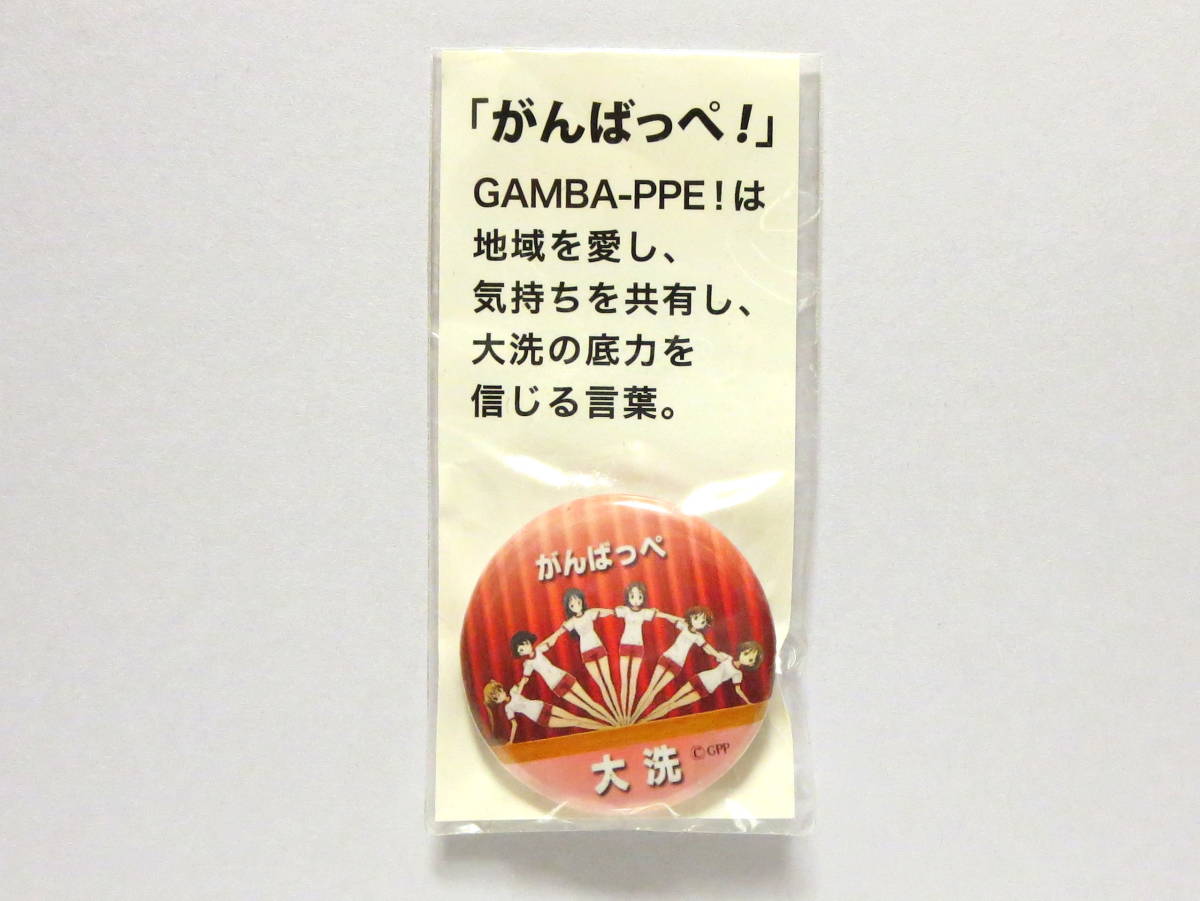 「がんばっぺ！」
GAMBA-PPE！は
地域を愛し、
気持ちを共有し、
大洗の底力を
信じる言葉。
がんばっぺ
大洗
©GPP